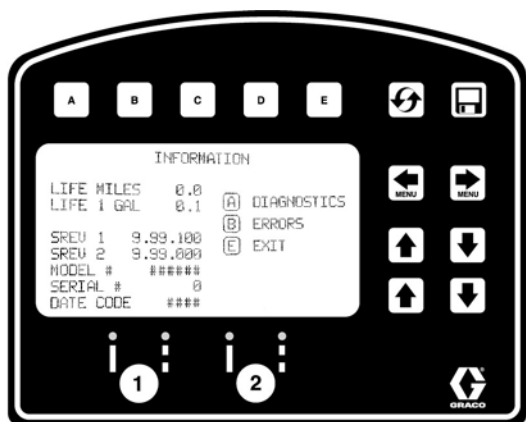 A B C D E
INFORMATION
LIFE MILES 0.0
LIFE 1 GAL 0.1
A DIAGNOSTICS
B ERRORS
E EXIT
SREV 1 9.99.100
SREV 2 9.99.000
MODEL # ######
SERIAL # 0
DATE CODE ####
MENU MENU
1 2
GRACO